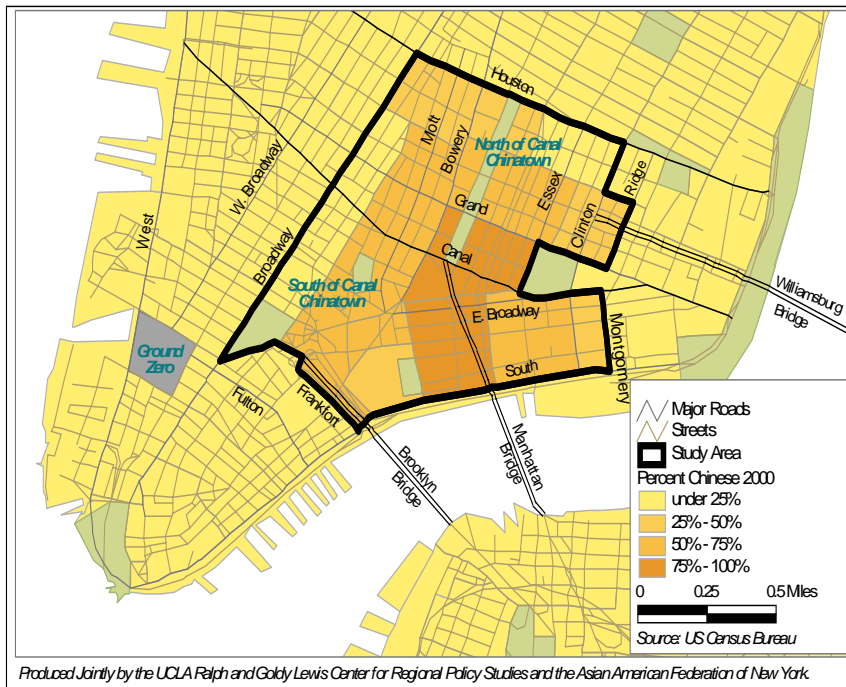 Houston
Mott
Bowery
North of Canal
Chinatown
Ridge
W. Broadway
Essex
Grand
Clinton
West
Broadway
Canal
South of Canal
Chinatown
Williamsburg
Bridge
E. Broadway
Montgomery
Ground
Zero
South
Fulton
Frankfort
Brooklyn
Bridge
Manhattan
Bridge
Major Roads
Streets
Study Area
Percent Chinese 2000
under 25%
25% - 50%
50% - 75%
75% - 100%
0 0.25 0.5 Miles
Source: US Census Bureau
Produced Jointly by the UCLA Ralph and Goldy Lewis Center for Regional Policy Studies and the Asian American Federation of New York.